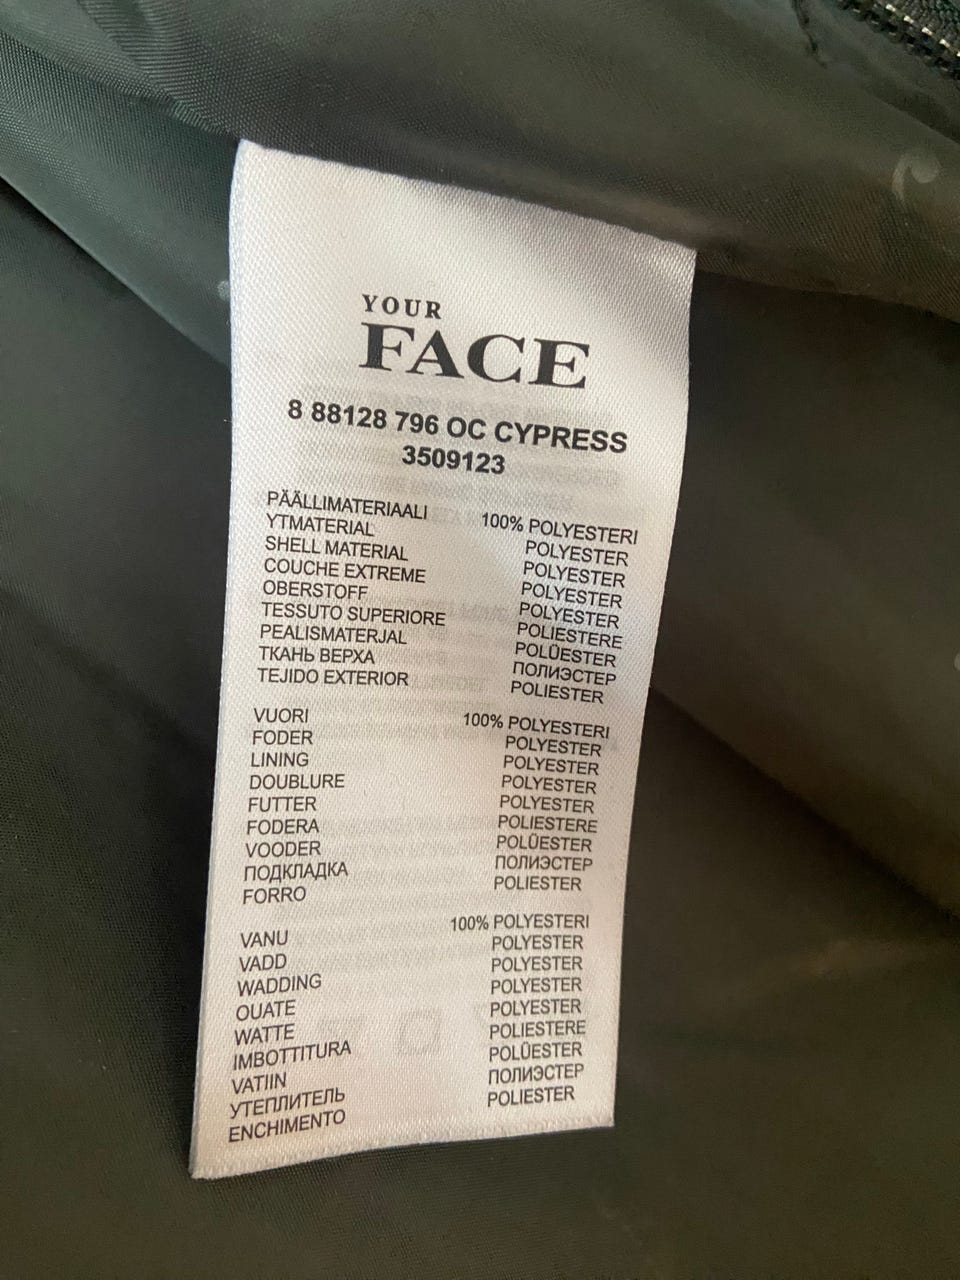 YOUR
FACE
8 88128 796 OC CYPRESS
3509123
PÄÄLLIMATERIAALI 100% POLYESTERI
YTMATERIAL POLYESTER
SHELL MATERIAL POLYESTER
COUCHE EXTREME POLYESTER
OBERSTOFF POLYESTER
TESSUTO SUPERIORE POLIESTERE
PEALISMATERJAL POLÜESTER
ТКАНЬ ВЕРХА ПОЛИЭСТЕР
TEJIDO EXTERIOR POLIESTER
VUORI 100% POLYESTERI
FODER POLYESTER
LINING POLYESTER
DOUBLURE POLYESTER
FUTTER POLYESTER
FODERA POLIESTERE
VOODER POLÜESTER
ПОДКЛАДКА ПОЛИЭСТЕР
FORRO POLIESTER
VANU 100% POLYESTERI
VADD POLYESTER
WADDING POLYESTER
OUATE POLYESTER
WATTE POLYESTER
IMBOTTITURA POLIESTERE
VATIIN POLÜESTER
УТЕПЛИТЕЛЬ ПОЛИЭСТЕР
ENCHIMENTO POLIESTER